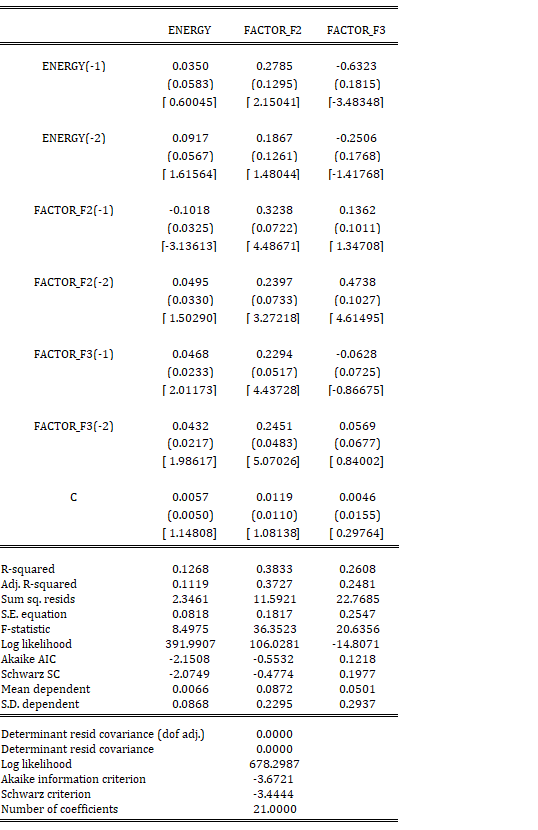 ENERGY FACTOR_F2 FACTOR_F3
ENERGY(-1) 0.0350 0.2785 -0.6323
(0.0583) (0.1295) (0.1815)
[ 0.60045] [ 2.15041] [-3.48348]
ENERGY(-2) 0.0917 0.1867 -0.2506
(0.0567) (0.1261) (0.1768)
[ 1.61564] [ 1.48044] [-1.41768]
FACTOR_F2(-1) -0.1018 0.3238 0.1362
(0.0325) (0.0722) (0.1011)
[-3.13613] [ 4.48671] [ 1.34708]
FACTOR_F2(-2) 0.0495 0.2397 0.4738
(0.0330) (0.0733) (0.1027)
[ 1.50290] [ 3.27218] [ 4.61495]
FACTOR_F3(-1) 0.0468 0.2294 -0.0628
(0.0233) (0.0517) (0.0725)
[ 2.01173] [ 4.43728] [-0.86675]
FACTOR_F3(-2) 0.0432 0.2451 0.0569
(0.0217) (0.0483) (0.0677)
[ 1.98617] [ 5.07026] [ 0.84002]
C 0.0057 0.0119 0.0046
(0.0050) (0.0110) (0.0155)
[ 1.14808] [ 1.08138] [ 0.29764]
R-squared 0.1268 0.3833 0.2608
Adj. R-squared 0.1119 0.3727 0.2481
Sum sq. resids 2.3461 11.5921 22.7685
S.E. equation 0.0818 0.1817 0.2547
F-statistic 8.4975 36.3523 20.6356
Log likelihood 391.9907 106.0281 -14.8071
Akaike AIC -2.1508 -0.5532 0.1218
Schwarz SC -2.0749 -0.4774 0.1977
Mean dependent 0.0066 0.0872 0.0501
S.D. dependent 0.0868 0.2295 0.2937
Determinant resid covariance (dof adj.) 0.0000
Determinant resid covariance 0.0000
Log likelihood 678.2987
Akaike information criterion -3.6721
Schwarz criterion -3.4444
Number of coefficients 21.0000